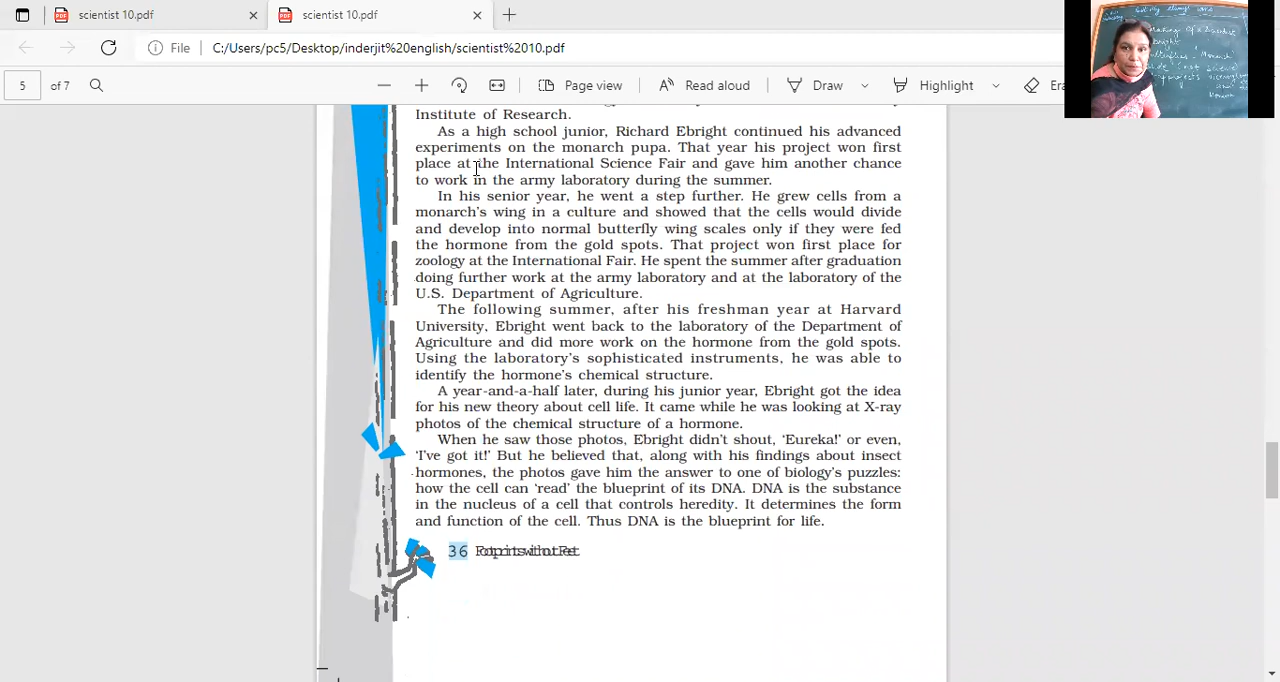 scientist 10.pdf
scientist 10.pdf
File C:/Users/pc5/Desktop/inderjit%20english/scientist%2010.pdf
5 of 7 Page view Read aloud Draw Highlight Era
Institute of Research.
As a high school junior, Richard Ebright continued his advanced
experiments on the monarch pupa. That year his project won first
place at the International Science Fair and gave him another chance
to work in the army laboratory during the summer.
In his senior year, he went a step further. He grew cells from a
monarch's wing in a culture and showed that the cells would divide
and develop into normal butterfly wing scales only if they were fed
the hormone from the gold spots. That project won first place for
zoology at the International Fair. He spent the summer after graduation
doing further work at the army laboratory and at the laboratory of the
U.S. Department of Agriculture.
The following summer, after his freshman year at Harvard
University, Ebright went back to the laboratory of the Department of
Agriculture and did more work on the hormone from the gold spots.
Using the laboratory's sophisticated instruments, he was able to
identify the hormone's chemical structure.
A year-and-a-half later, during his junior year, Ebright got the idea
for his new theory about cell life. It came while he was looking at X-ray
photos of the chemical structure of a hormone.
When he saw those photos, Ebright didn't shout, 'Eureka!' or even,
'I've got it!' But he believed that, along with his findings about insect
hormones, the photos gave him the answer to one of biology's puzzles:
how the cell can 'read' the blueprint of its DNA. DNA is the substance
in the nucleus of a cell that controls heredity. It determines the form
and function of the cell. Thus DNA is the blueprint for life.
36